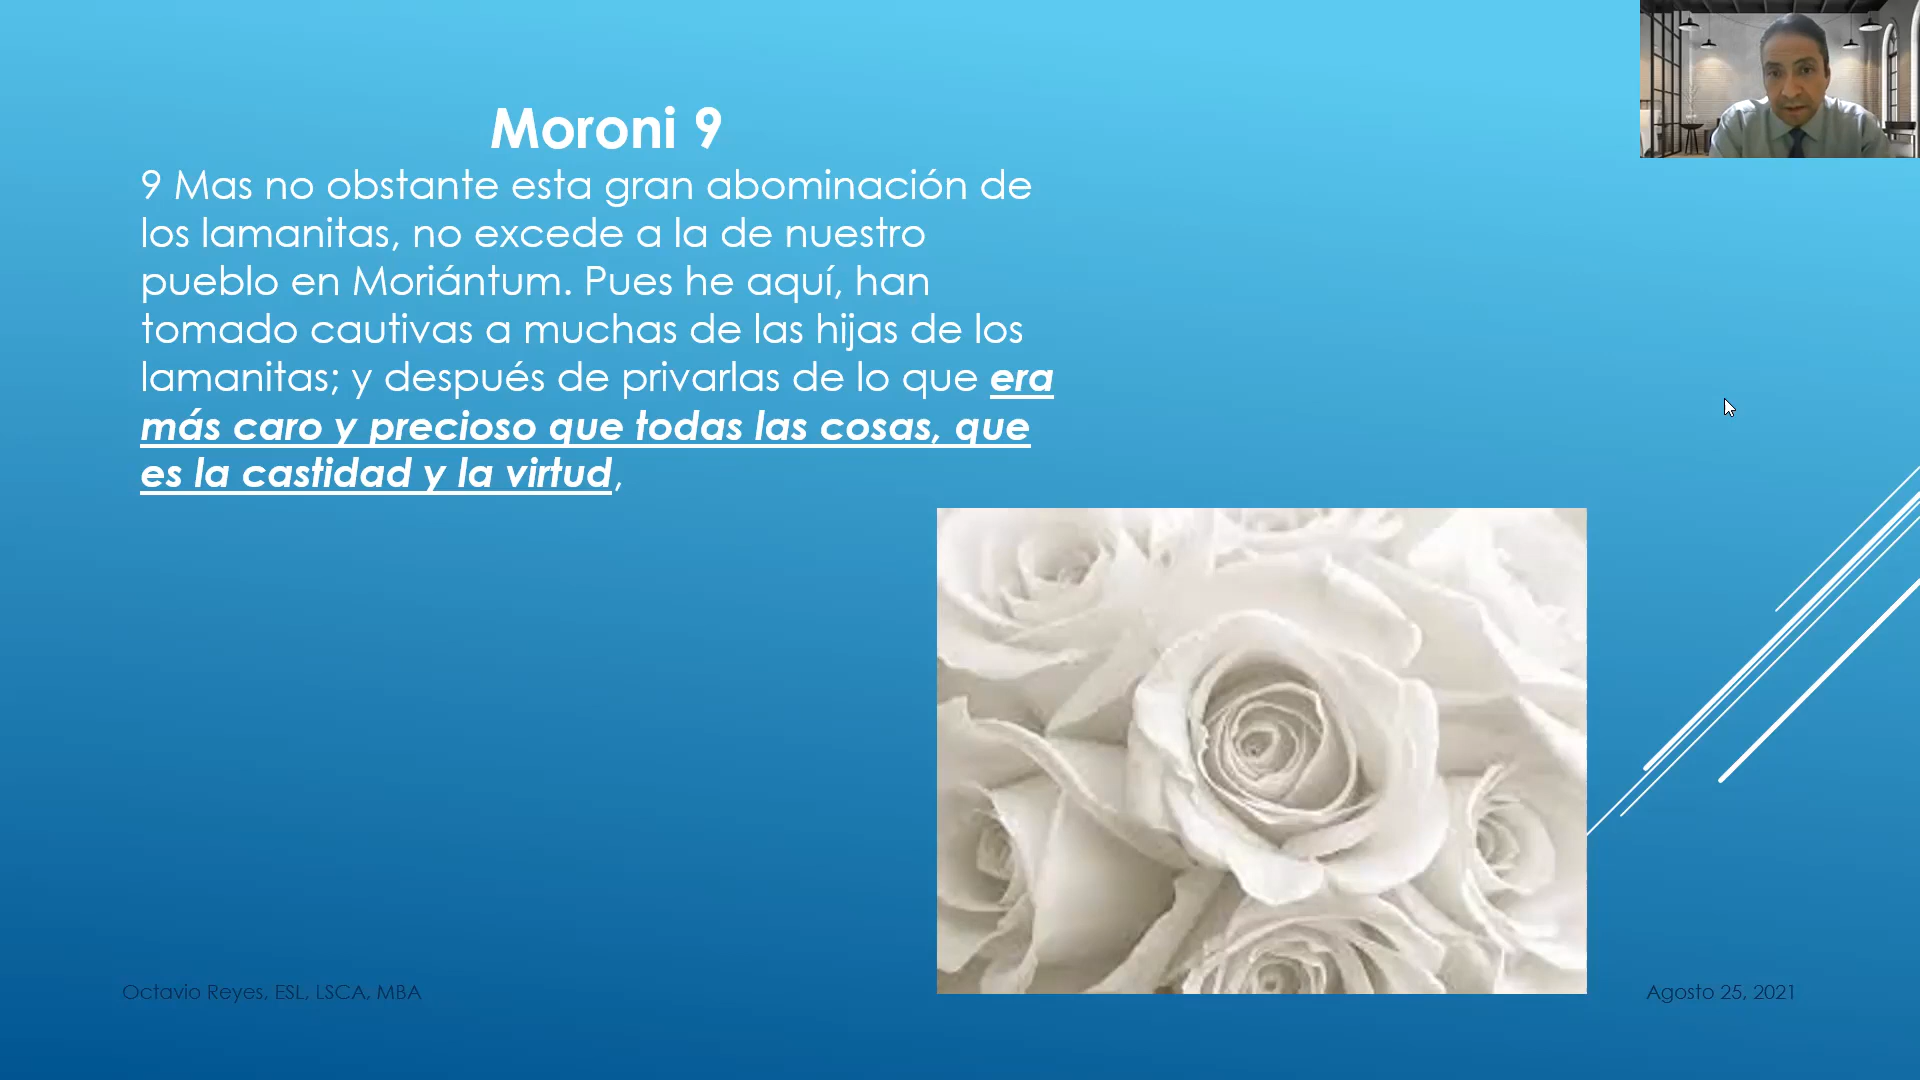 Moroni 9
9 Mas no obstante esta gran abominación de
los lamanitas, no excede a la de nuestro
pueblo en Moriántum. Pues he aquí, han
tomado cautivas a muchas de las hijas de los
lamanitas; y después de privarlas de lo que era
más caro y precioso que todas las cosas, que
es la castidad y la virtud,
Octavio Reyes, ESL, LSCA, MBA
Agosto 25, 2021